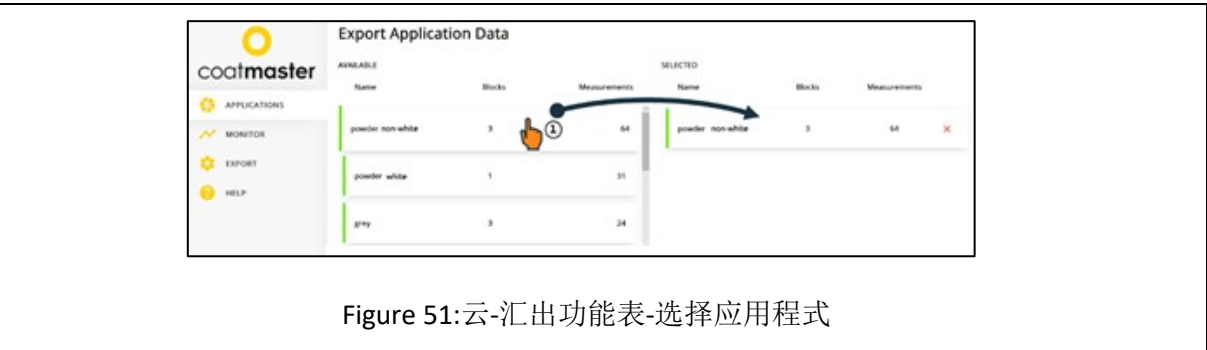 Export Application Data
coatmaster
AVAILABLE
SELECTED
Name Blocks Measurements
Name Blocks Measurements
APPLICATIONS
powder non-white 3 64
①
powder non-white 3 64 ×
MONITOR
EXPORT
powder white 1 31
HELP
?
grey 3 24
Figure 51:云-汇出功能表-选择应用程式